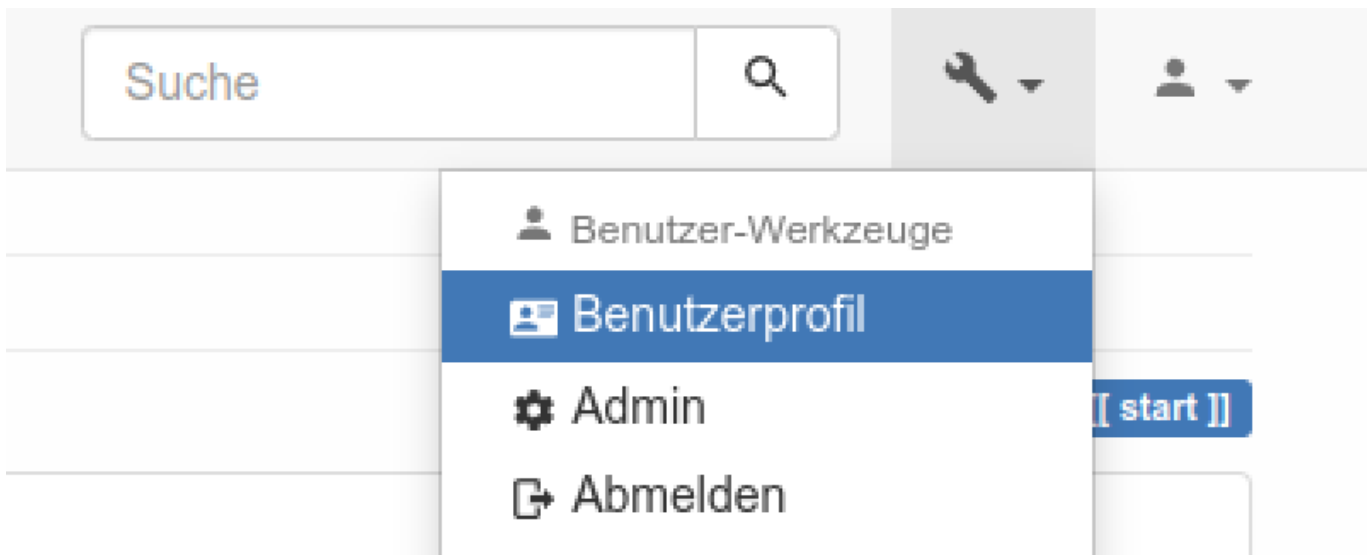 Suche
Benutzer-Werkzeuge
Benutzerprofil
Admin
[[ start ]]
Abmelden